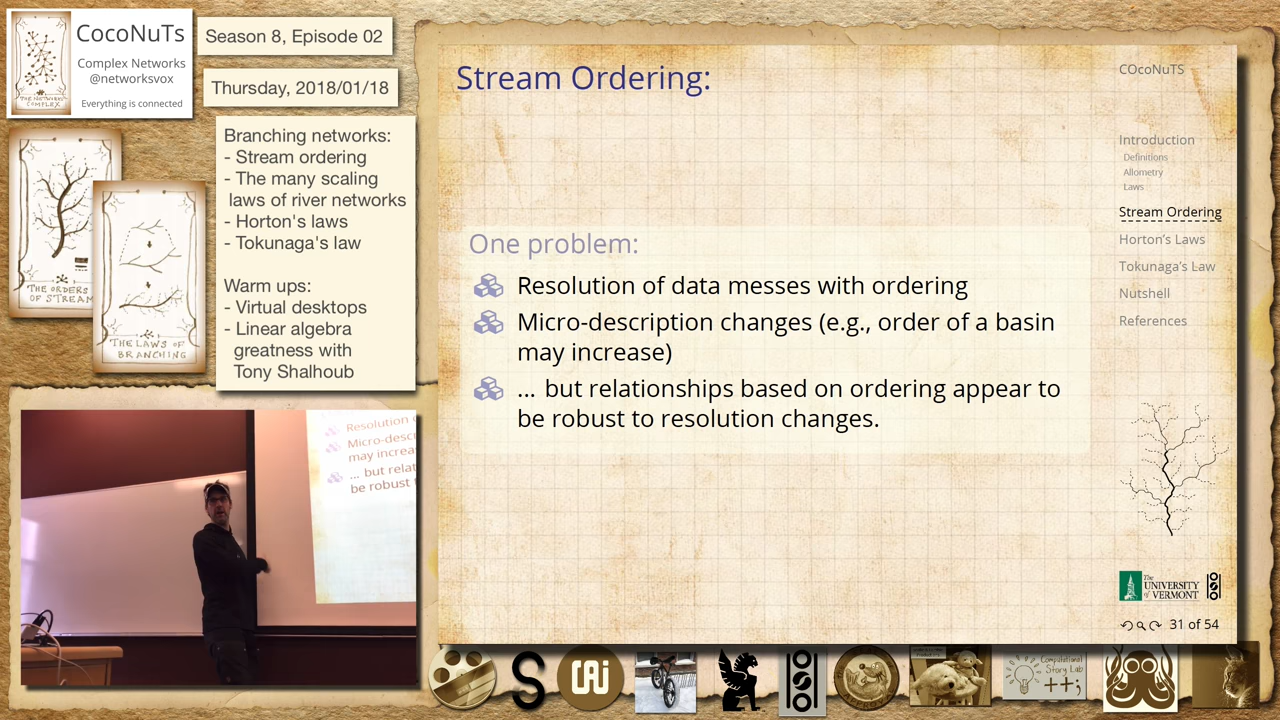 CocoNuTs
Complex Networks
@networksvox
Everything is connected
Season 8, Episode 02
Thursday, 2018/01/18
Branching networks:
- Stream ordering
- The many scaling
laws of river networks
- Horton's laws
- Tokunaga's law
Warm ups:
- Virtual desktops
- Linear algebra
greatness with
Tony Shalhoub
THE ORDERS
OF STREAM
THE LAWS OF
BRANCHING
Stream Ordering:
One problem:
Resolution of data messes with ordering
Micro-description changes (e.g., order of a basin
may increase)
... but relationships based on ordering appear to
be robust to resolution changes.
COcoNuTS
Introduction
Definitions
Allometry
Laws
Stream Ordering
Horton's Laws
Tokunaga's Law
Nutshell
References
The
UNIVERSITY
of VERMONT
31 of 54
Resolution
Micro-descr
may increa
... but relat
be robust
S
Computational
Story Lab
++;